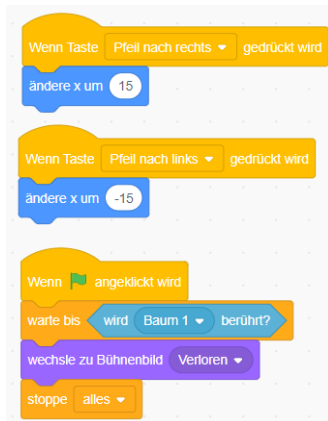 Wenn Taste Pfeil nach rechts gedrückt wird
ändere x um 15
Wenn Taste Pfeil nach links gedrückt wird
ändere x um -15
Wenn angeklickt wird
warte bis wird Baum 1 berührt?
wechsle zu Bühnenbild Verloren
stoppe alles